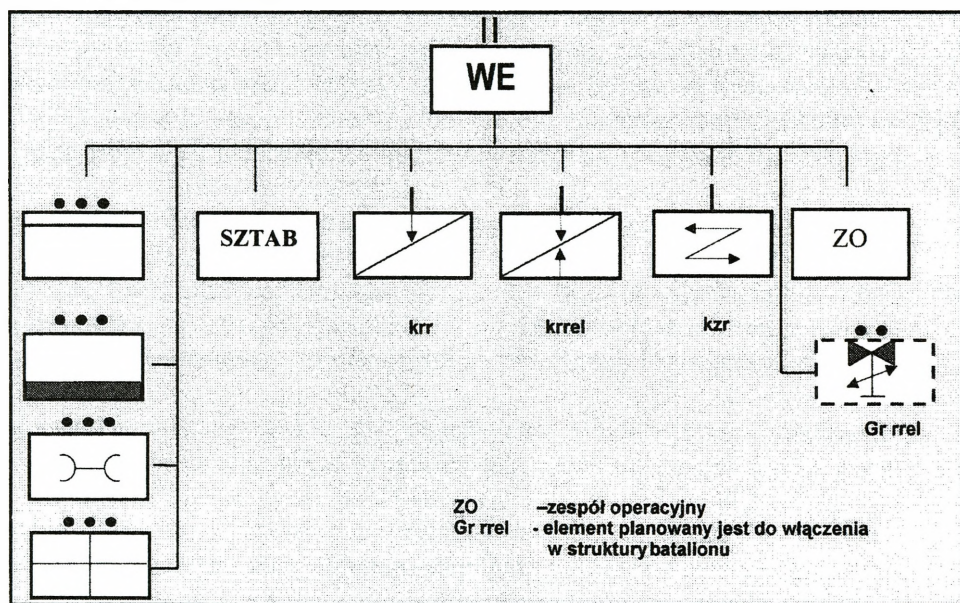 WE
SZTAB
ZO
krr
krrel
kzr
Gr rrel
ZO –zespół operacyjny
Gr rrel - element planowany jest do włączenia
w struktury batalionu